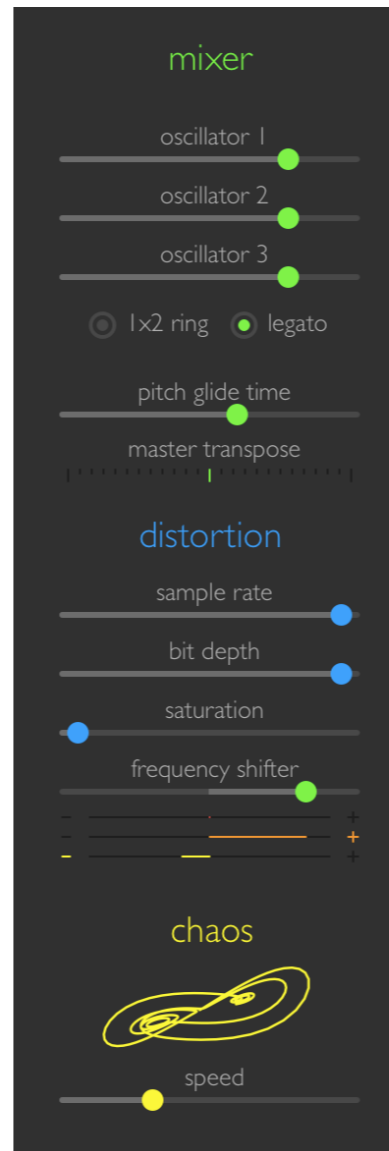 mixer
oscillator 1
oscillator 2
oscillator 3
1x2 ring legato
pitch glide time
master transpose
distortion
sample rate
bit depth
saturation
frequency shifter
- +
- +
- +
chaos
speed